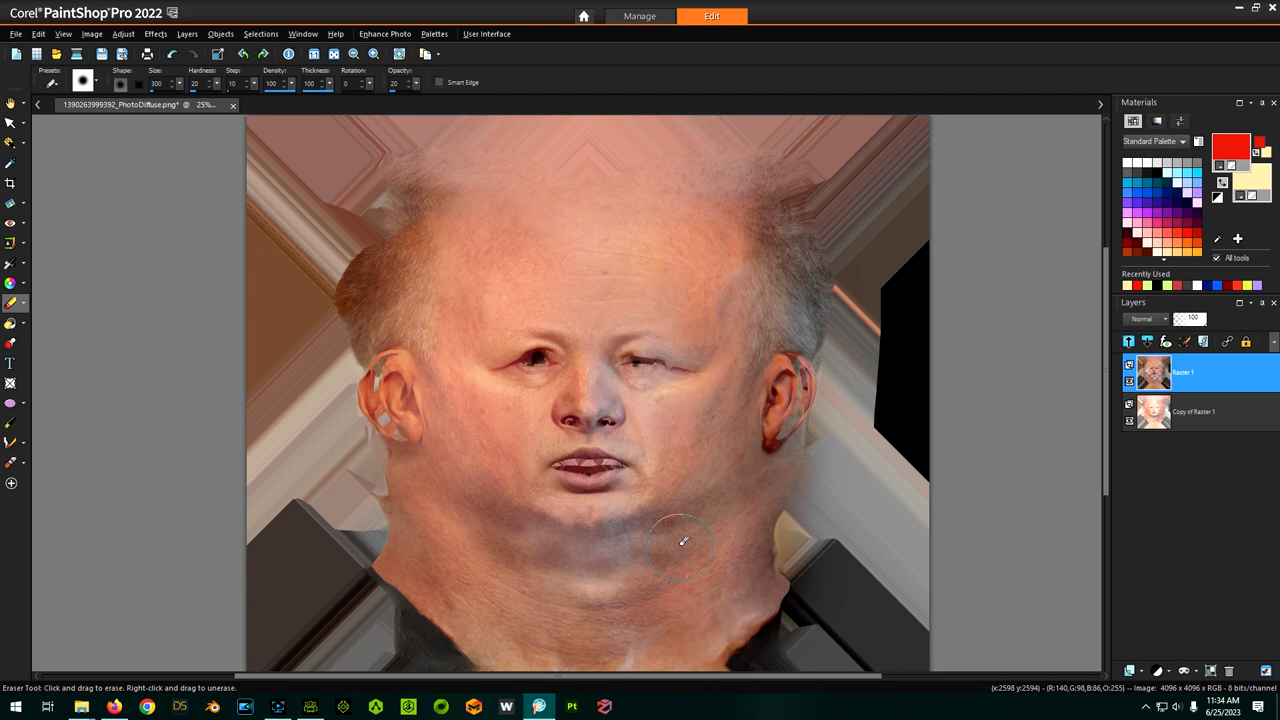 Corel® PaintShop® Pro 2022
Manage
Edit
File Edit View Image Adjust Effects Layers Objects Selections Window Help Enhance Photo Palettes User Interface
Presets: Shape: Size: Hardness: Step: Density: Thickness: Rotation: Opacity:
300 20 10 100 100 0 20 Smart Edge
1390263999392_PhotoDiffuse.png* @ 25%...
Materials
Standard Palette
All tools
Recently Used
Layers
Normal 100
Raster 1
Copy of Raster 1
Eraser Tool: Click and drag to erase. Right-click and drag to unerase.
(x:2598 y:2594) -- (R:140,G:98,B:86,O:255) -- Image: 4096 x 4096 x RGB - 8 bits/channel
DS
W
Pt
11:34 AM
6/25/2023